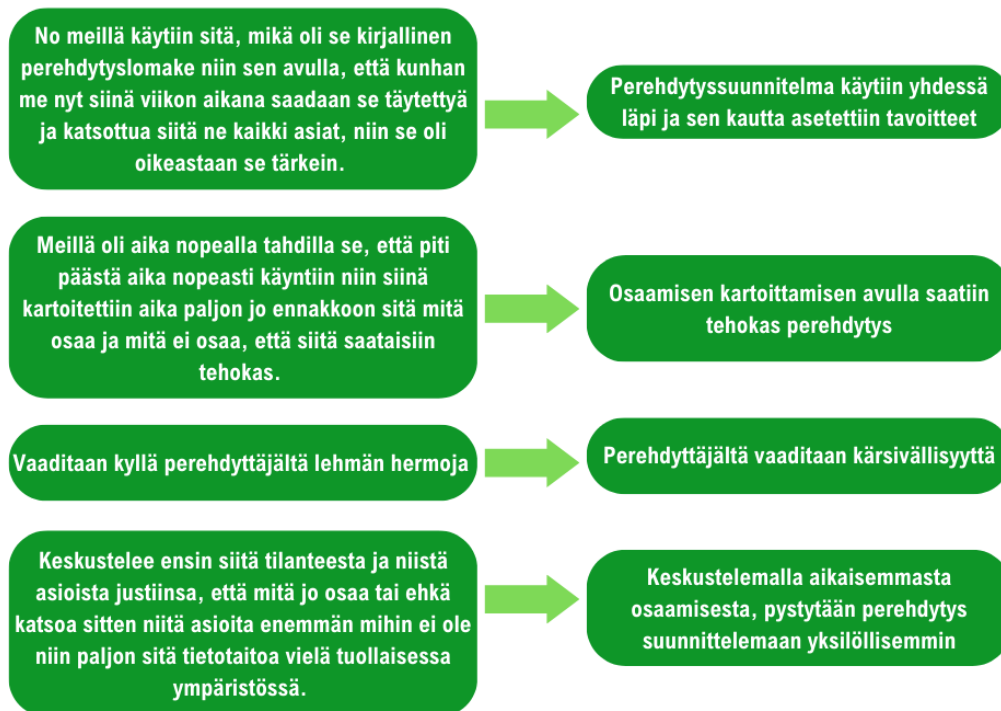 No meillä käytiin sitä, mikä oli se kirjallinen
perehdytyslomake niin sen avulla, että kunhan
me nyt siinä viikon aikana saadaan se täytettyä
ja katsottua siitä ne kaikki asiat, niin se oli
oikeastaan se tärkein.
Perehdytyssuunnitelma käytiin yhdessä
läpi ja sen kautta asetettiin tavoitteet
Meillä oli aika nopealla tahdilla se, että piti
päästä aika nopeasti käyntiin niin siinä
kartoitettiin aika paljon jo ennakkoon sitä mitä
osaa ja mitä ei osaa, että siitä saataisiin
tehokas.
Osaamisen kartoittamisen avulla saatiin
tehokas perehdytys
Vaaditaan kyllä perehdyttäjältä lehmän hermoja
Perehdyttäjältä vaaditaan kärsivällisyyttä
Keskustelee ensin siitä tilanteesta ja niistä
asioista justiinsa, että mitä jo osaa tai ehkä
katsoa sitten niitä asioita enemmän mihin ei ole
niin paljon sitä tietotaitoa vielä tuollaisessa
ympäristössä.
Keskustelemalla aikaisemmasta
osaamisesta, pystytään perehdytys
suunnittelemaan yksilöllisemmin